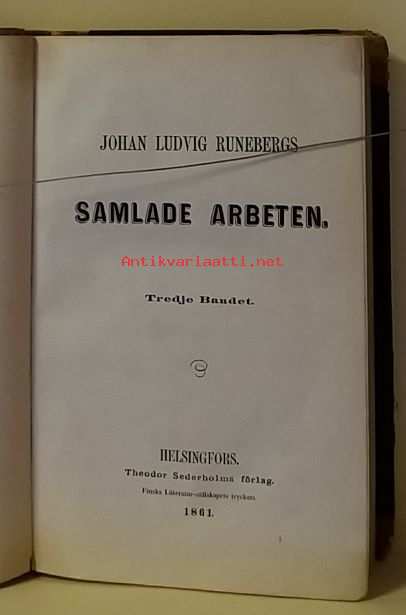 JOHAN LUDVIG RUNEBERGS
SAMLADE ARBETEN.
Antikvariaatti.net
Tredje Bandet.
HELSINGFORS.
Theodor Sederholms förlag.
Finska Litteratur-sällskapets tryckeri.
1861.